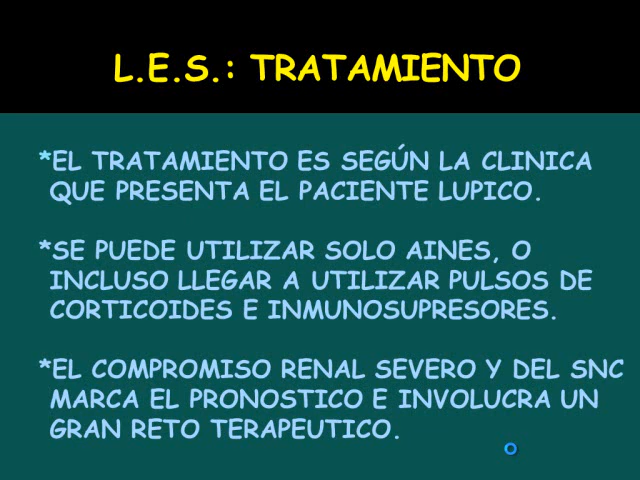 L.E.S.: TRATAMIENTO
*EL TRATAMIENTO ES SEGÚN LA CLINICA
QUE PRESENTA EL PACIENTE LUPICO.
*SE PUEDE UTILIZAR SOLO AINES, O
INCLUSO LLEGAR A UTILIZAR PULSOS DE
CORTICOIDES E INMUNOSUPRESORES.
*EL COMPROMISO RENAL SEVERO Y DEL SNC
MARCA EL PRONOSTICO E INVOLUCRA UN
GRAN RETO TERAPEUTICO.
O